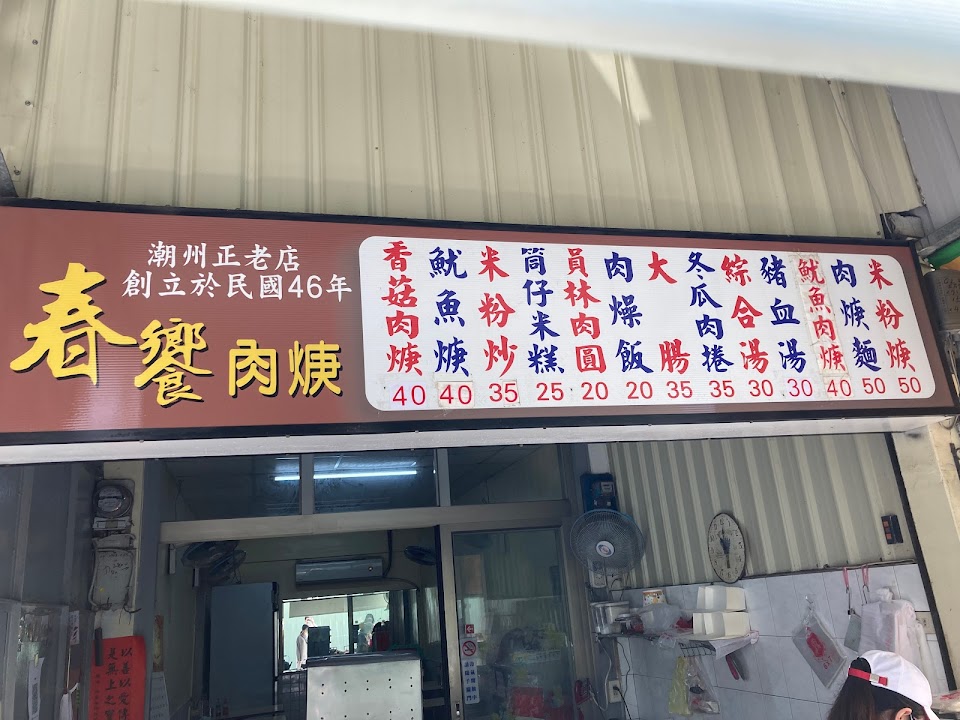 潮州正老店
創立於民國46年
春饗肉焿
香菇肉焿 40
魷魚焿 40
米粉炒 35
筒仔米糕 25
員林肉圓 20
肉燥飯 20
大腸 35
冬瓜肉捲 35
綜合湯 30
豬血湯 30
魷魚肉焿 40
肉焿麵 50
米粉焿 50